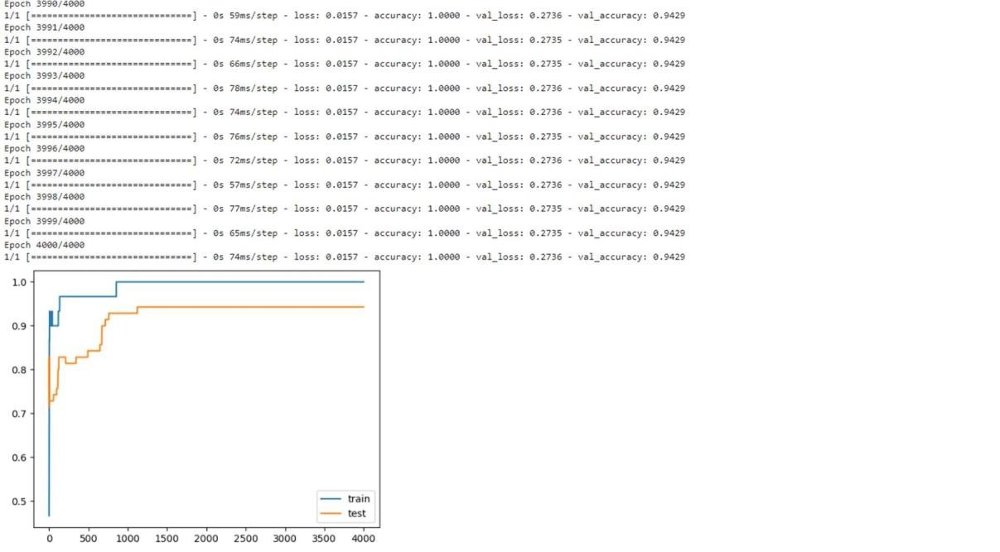 Epoch 3990/4000
1/1 [==============================] - 0s 59ms/step - loss: 0.0157 - accuracy: 1.0000 - val_loss: 0.2736 - val_accuracy: 0.9429
Epoch 3991/4000
1/1 [==============================] - 0s 74ms/step - loss: 0.0157 - accuracy: 1.0000 - val_loss: 0.2735 - val_accuracy: 0.9429
Epoch 3992/4000
1/1 [==============================] - 0s 66ms/step - loss: 0.0157 - accuracy: 1.0000 - val_loss: 0.2735 - val_accuracy: 0.9429
Epoch 3993/4000
1/1 [==============================] - 0s 78ms/step - loss: 0.0157 - accuracy: 1.0000 - val_loss: 0.2736 - val_accuracy: 0.9429
Epoch 3994/4000
1/1 [==============================] - 0s 74ms/step - loss: 0.0157 - accuracy: 1.0000 - val_loss: 0.2736 - val_accuracy: 0.9429
Epoch 3995/4000
1/1 [==============================] - 0s 76ms/step - loss: 0.0157 - accuracy: 1.0000 - val_loss: 0.2735 - val_accuracy: 0.9429
Epoch 3996/4000
1/1 [==============================] - 0s 72ms/step - loss: 0.0157 - accuracy: 1.0000 - val_loss: 0.2736 - val_accuracy: 0.9429
Epoch 3997/4000
1/1 [==============================] - 0s 57ms/step - loss: 0.0157 - accuracy: 1.0000 - val_loss: 0.2736 - val_accuracy: 0.9429
Epoch 3998/4000
1/1 [==============================] - 0s 77ms/step - loss: 0.0157 - accuracy: 1.0000 - val_loss: 0.2735 - val_accuracy: 0.9429
Epoch 3999/4000
1/1 [==============================] - 0s 65ms/step - loss: 0.0157 - accuracy: 1.0000 - val_loss: 0.2735 - val_accuracy: 0.9429
Epoch 4000/4000
1/1 [==============================] - 0s 74ms/step - loss: 0.0157 - accuracy: 1.0000 - val_loss: 0.2736 - val_accuracy: 0.9429
1.0
0.9
0.8
0.7
0.6
0.5
train
test
0 500 1000 1500 2000 2500 3000 3500 4000